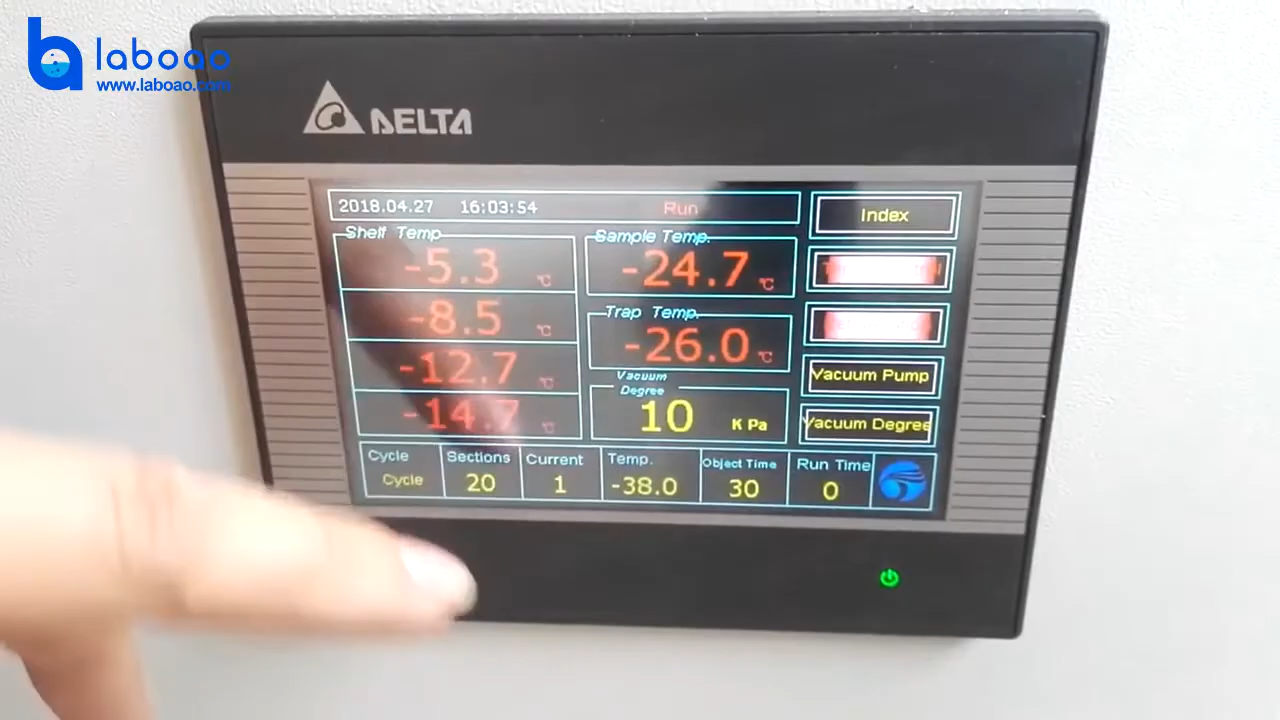 laboao
www.laboao.com
DELTA
2018.04.27 16:03:54 Run
Index
Shelf Temp
-5.3 ℃
-8.5 ℃
-12.7 ℃
-14.7 ℃
Sample Temp.
-24.7 ℃
Trap Temp.
-26.0 ℃
Vacuum
Degree
10 K Pa
Vacuum Pump
Vacuum Degree
Cycle
Cycle
Sections
20
Current
1
Temp.
-38.0
Object Time
30
Run Time
0